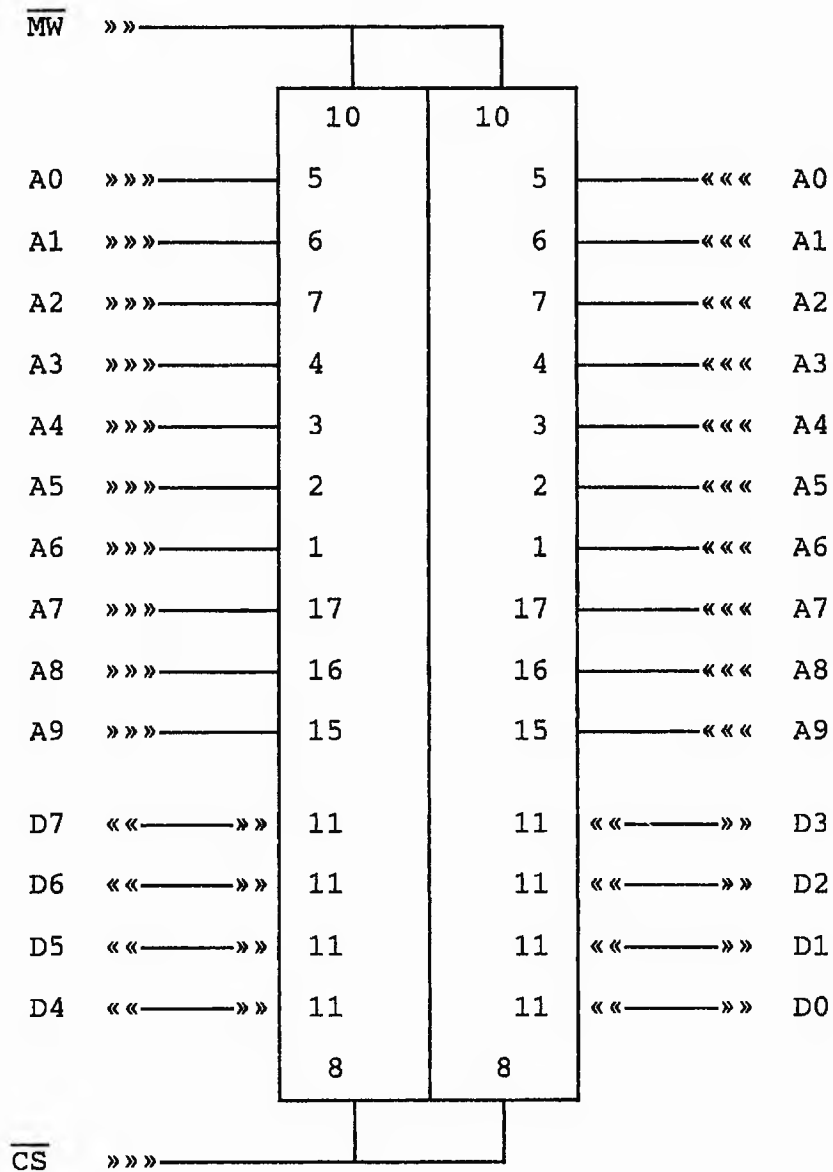 M̅W̅ »»
10 10
A0 »»» 5 5 ««« A0
A1 »»» 6 6 ««« A1
A2 »»» 7 7 ««« A2
A3 »»» 4 4 ««« A3
A4 »»» 3 3 ««« A4
A5 »»» 2 2 ««« A5
A6 »»» 1 1 ««« A6
A7 »»» 17 17 ««« A7
A8 »»» 16 16 ««« A8
A9 »»» 15 15 ««« A9
D7 «« »» 11 11 «« »» D3
D6 «« »» 11 11 «« »» D2
D5 «« »» 11 11 «« »» D1
D4 «« »» 11 11 «« »» D0
8 8
C̅S̅ »»»